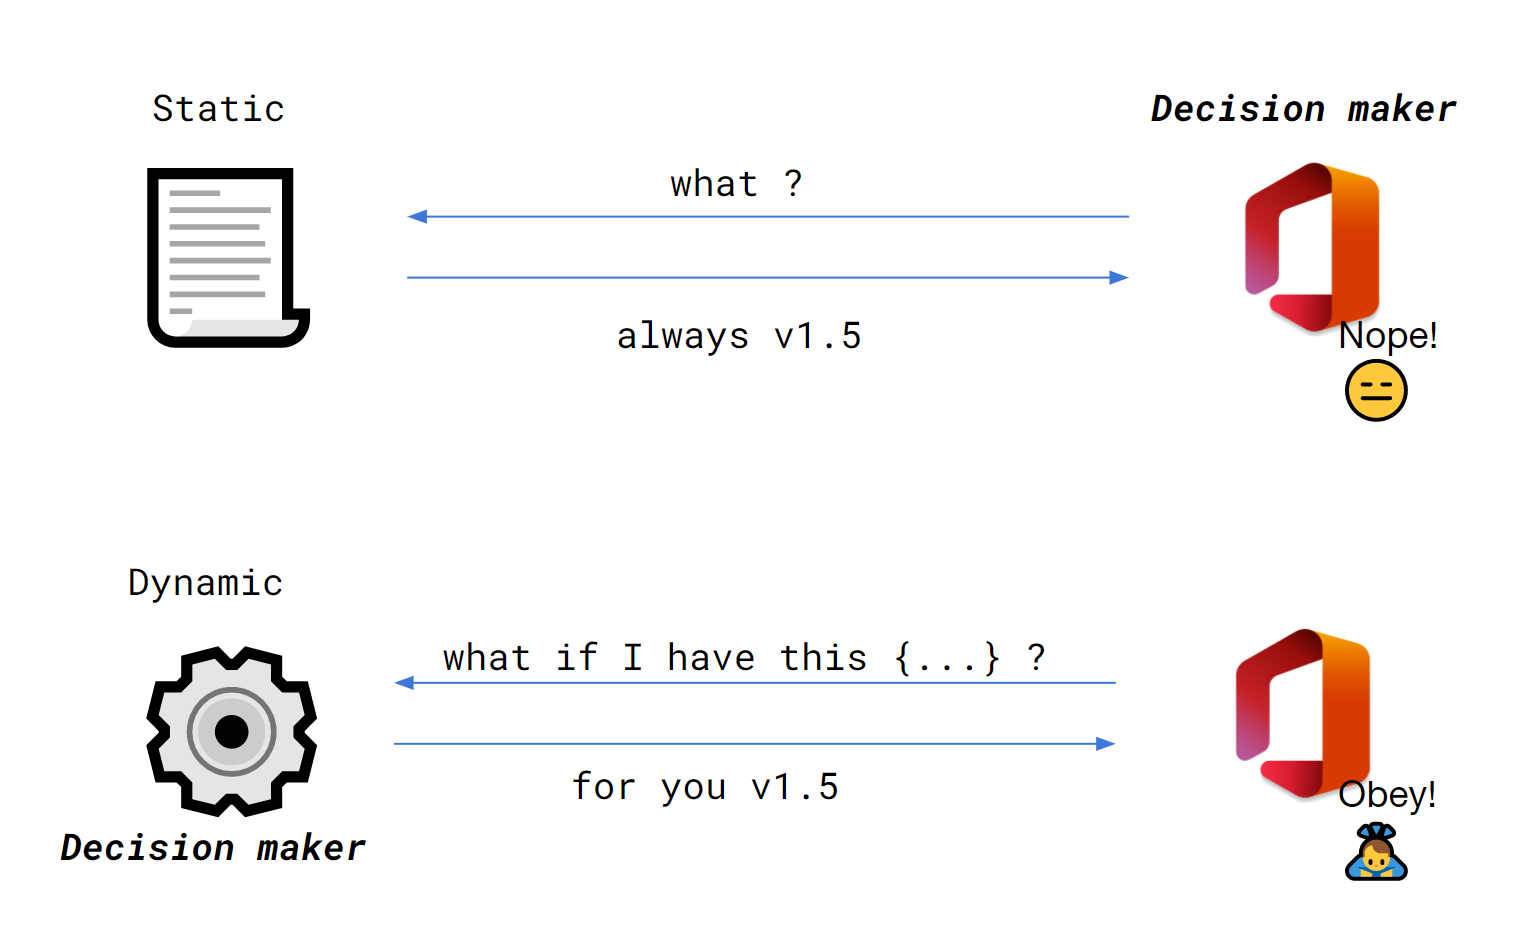 Static
Decision maker
what ?
always v1.5
Nope!
Dynamic
what if I have this {...} ?
for you v1.5
Obey!
Decision maker